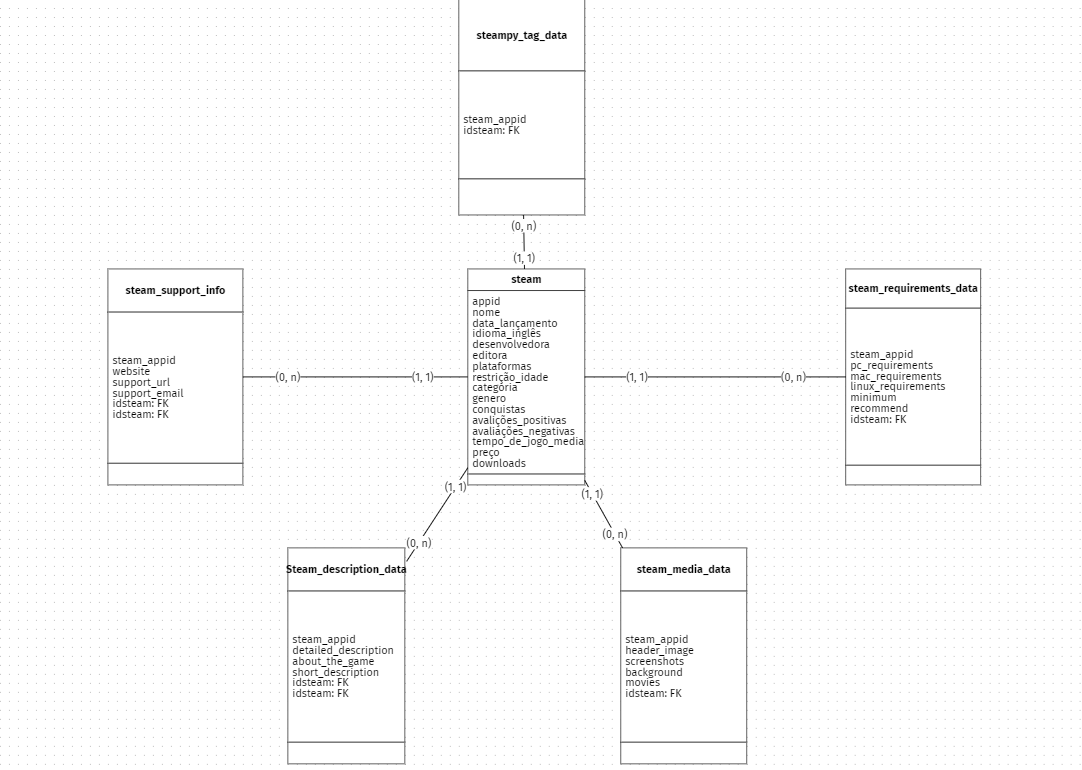 steampy_tag_data
steam_appid
idsteam: FK
(0, n)
(1, 1)
steam
appid
nome
data_lançamento
idioma_inglês
desenvolvedora
editora
plataformas
restrição_idade
categoria
genero
conquistas
avalições_positivas
avaliações_negativas
tempo_de_jogo_media
preço
downloads
steam_support_info
steam_appid
website
support_url
support_email
idsteam: FK
idsteam: FK
(0, n)
(1, 1)
(1, 1)
(0, n)
steam_requirements_data
steam_appid
pc_requirements
mac_requirements
linux_requirements
minimum
recommend
idsteam: FK
(1, 1)
(0, n)
(1, 1)
(0, n)
Steam_description_data
steam_appid
detailed_description
about_the_game
short_description
idsteam: FK
idsteam: FK
steam_media_data
steam_appid
header_image
screenshots
background
movies
idsteam: FK